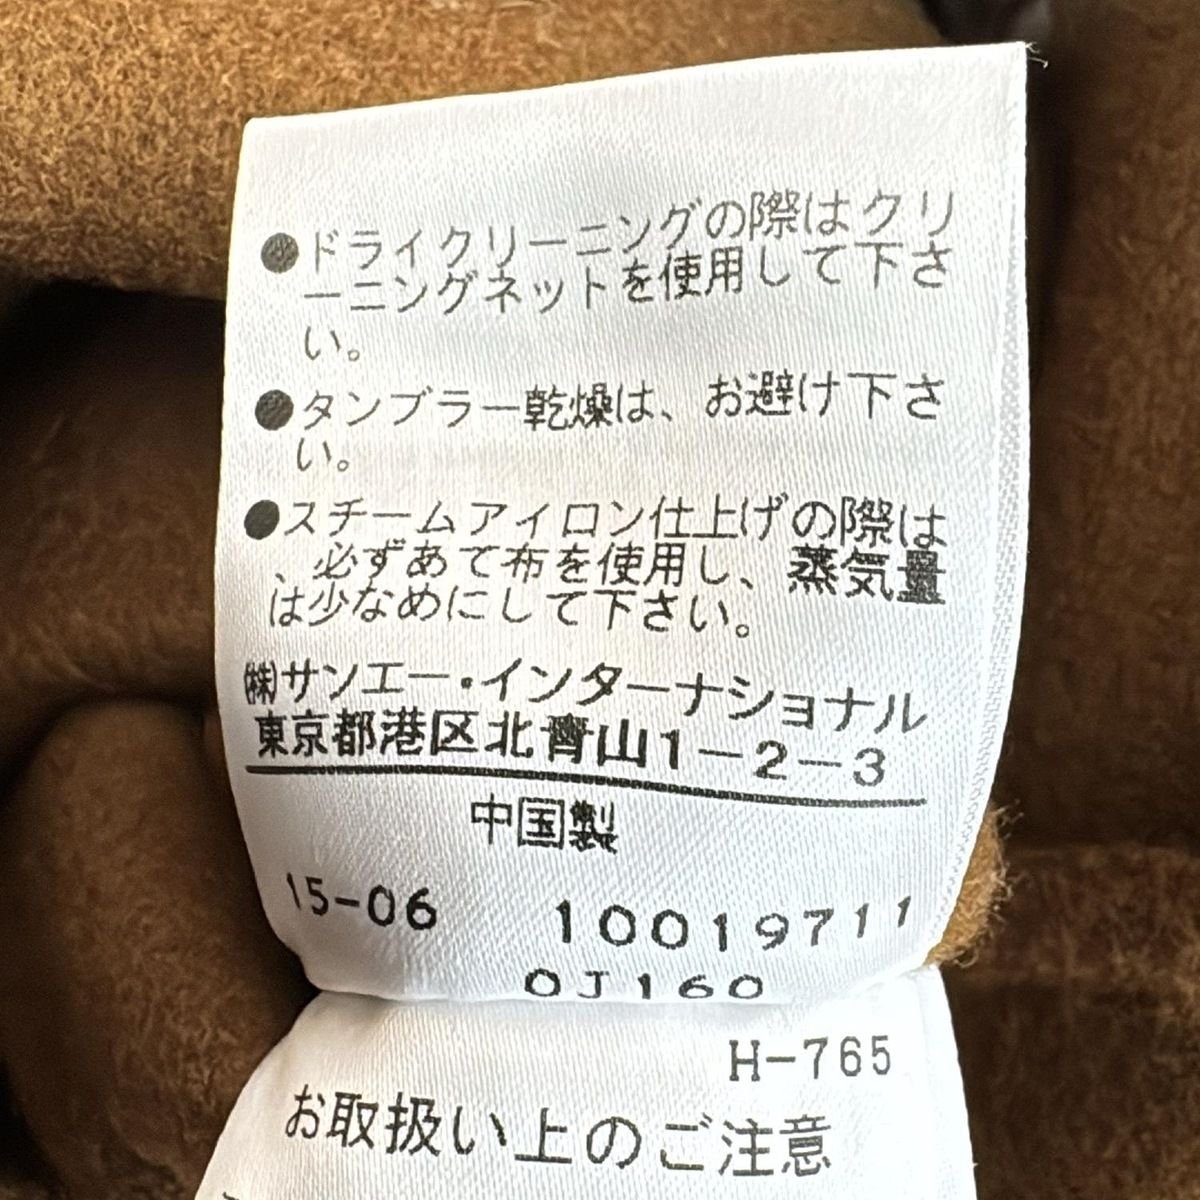 ●ドライクリーニングの際はクリ
ーニングネットを使用して下さ
い。
●タンブラー乾燥は、お避け下さ
い。
●スチームアイロン仕上げの際は
、必ずあて布を使用し、蒸気量
は少なめにして下さい。
㈱サンエー・インターナショナル
東京都港区北青山1-2-3
中国製
15-06 10019711
0J160
H-765
お取扱い上のご注意